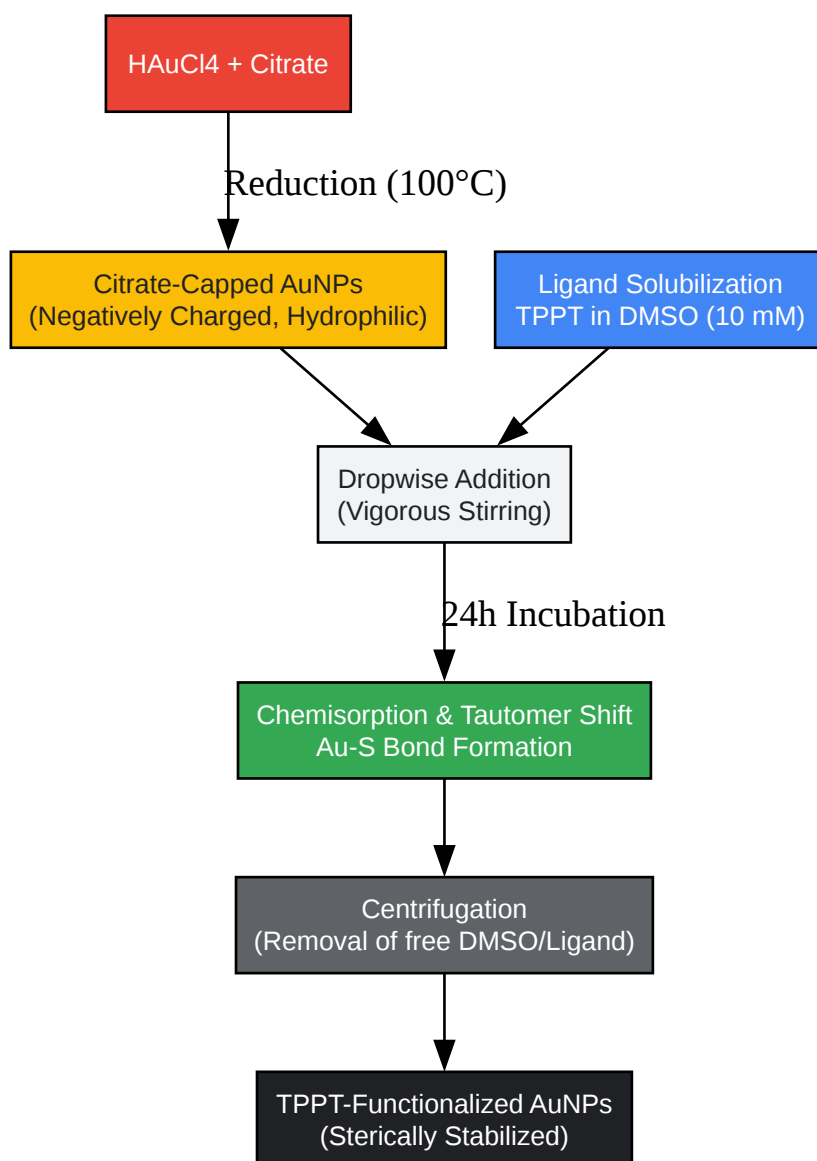 HAuCl4 + Citrate
Reduction (100°C)
Citrate-Capped AuNPs
(Negatively Charged, Hydrophilic)
Ligand Solubilization
TPPT in DMSO (10 mM)
Dropwise Addition
(Vigorous Stirring)
24h Incubation
Chemisorption & Tautomer Shift
Au-S Bond Formation
Centrifugation
(Removal of free DMSO/Ligand)
TPPT-Functionalized AuNPs
(Sterically Stabilized)